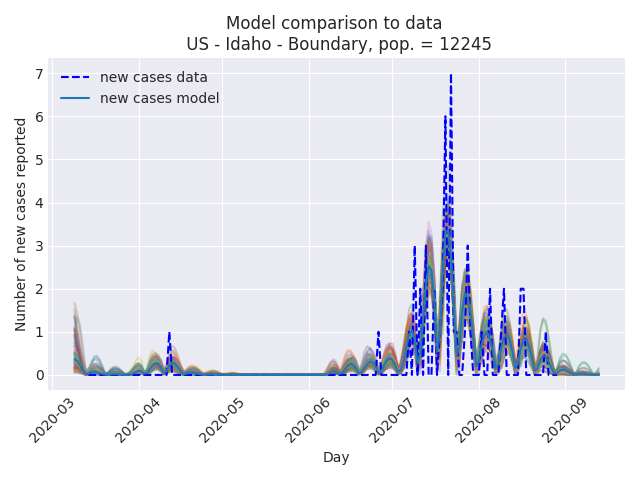 Model comparison to data
US - Idaho - Boundary, pop. = 12245
new cases data
new cases model
Number of new cases reported
7
6
5
4
3
2
1
0
2020-03
2020-04
2020-05
2020-06
2020-07
2020-08
2020-09
Day